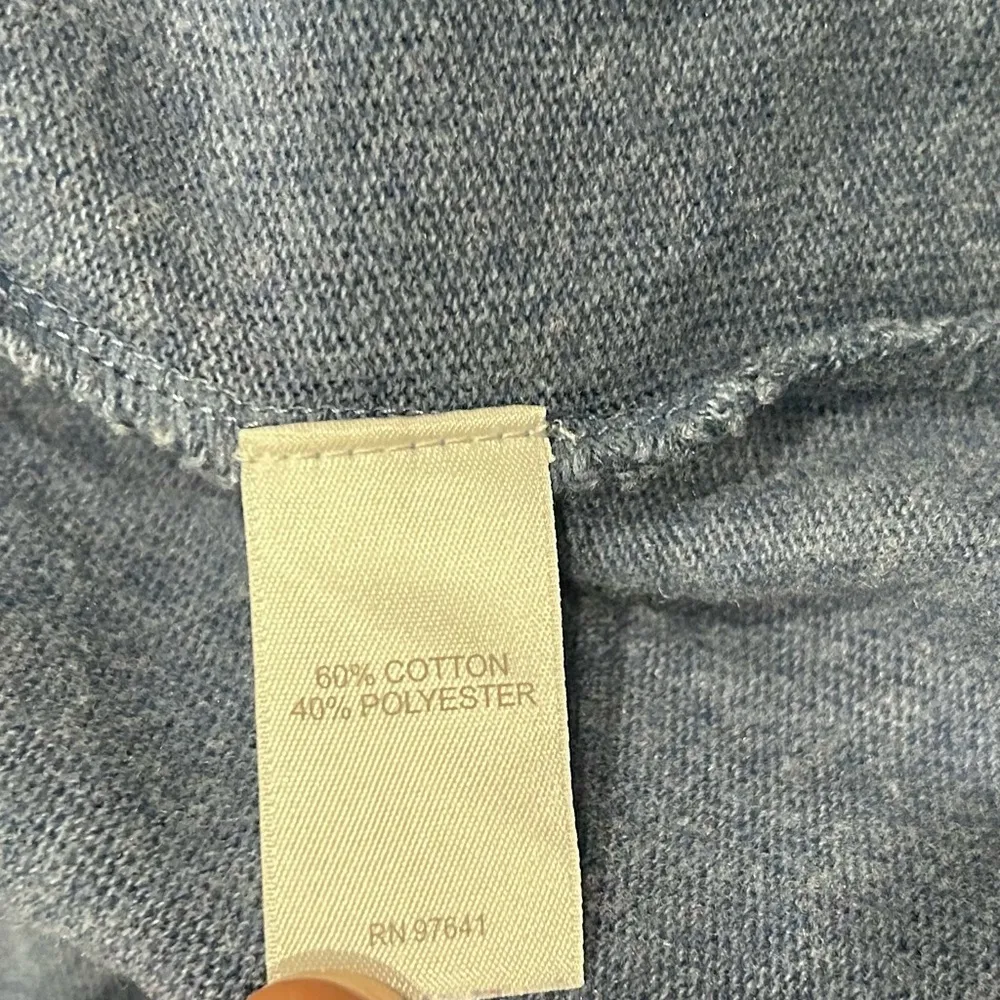 60% COTTON
40% POLYESTER
RN 97641